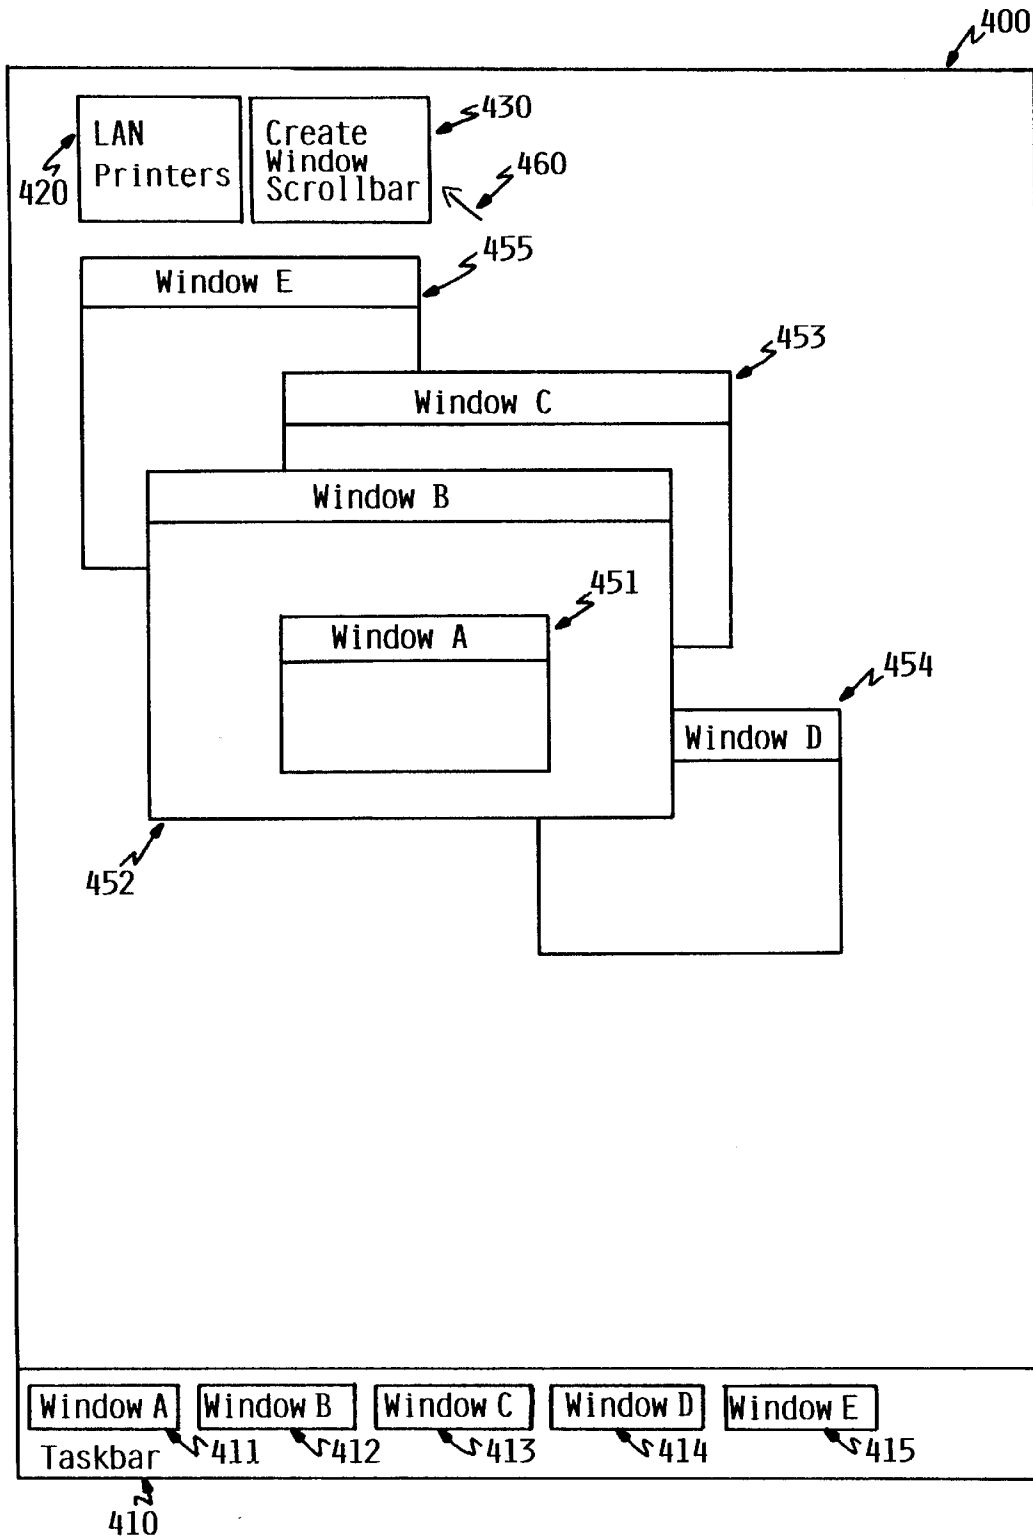 400
LAN
Printers
420
Create
Window
Scrollbar
430
460
Window E
455
Window C
453
Window B
452
Window A
451
Window D
454
Window A
Window B
Window C
Window D
Window E
411
412
413
414
415
Taskbar
410